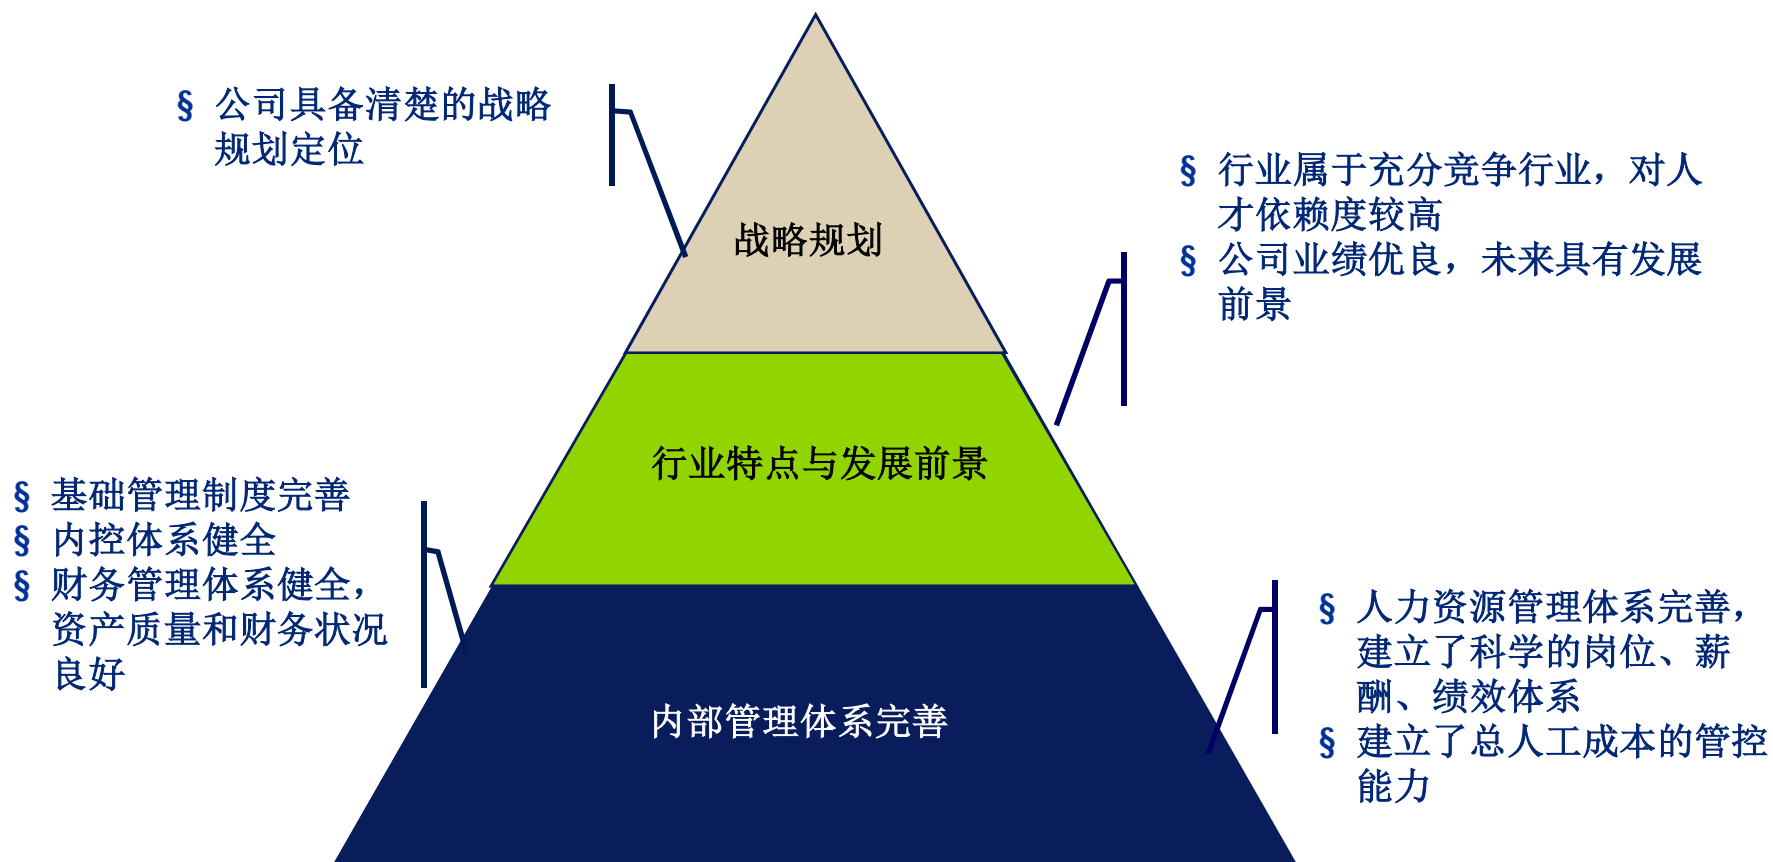 § 公司具备清楚的战略
规划定位
§ 行业属于充分竞争行业，对人
才依赖度较高
§ 公司业绩优良，未来具有发展
前景
战略规划
行业特点与发展前景
§ 基础管理制度完善
§ 内控体系健全
§ 财务管理体系健全，
资产质量和财务状况
良好
§ 人力资源管理体系完善，
建立了科学的岗位、薪
酬、绩效体系
§ 建立了总人工成本的管控
能力
内部管理体系完善